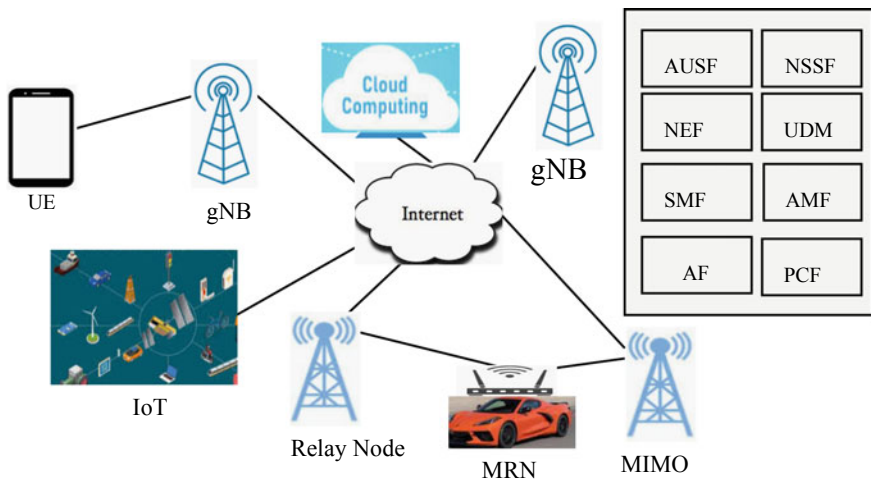 Cloud
Computing
AUSF
NSSF
NEF
UDM
SMF
AMF
AF
PCF
UE
gNB
gNB
Internet
IoT
Relay Node
MRN
MIMO